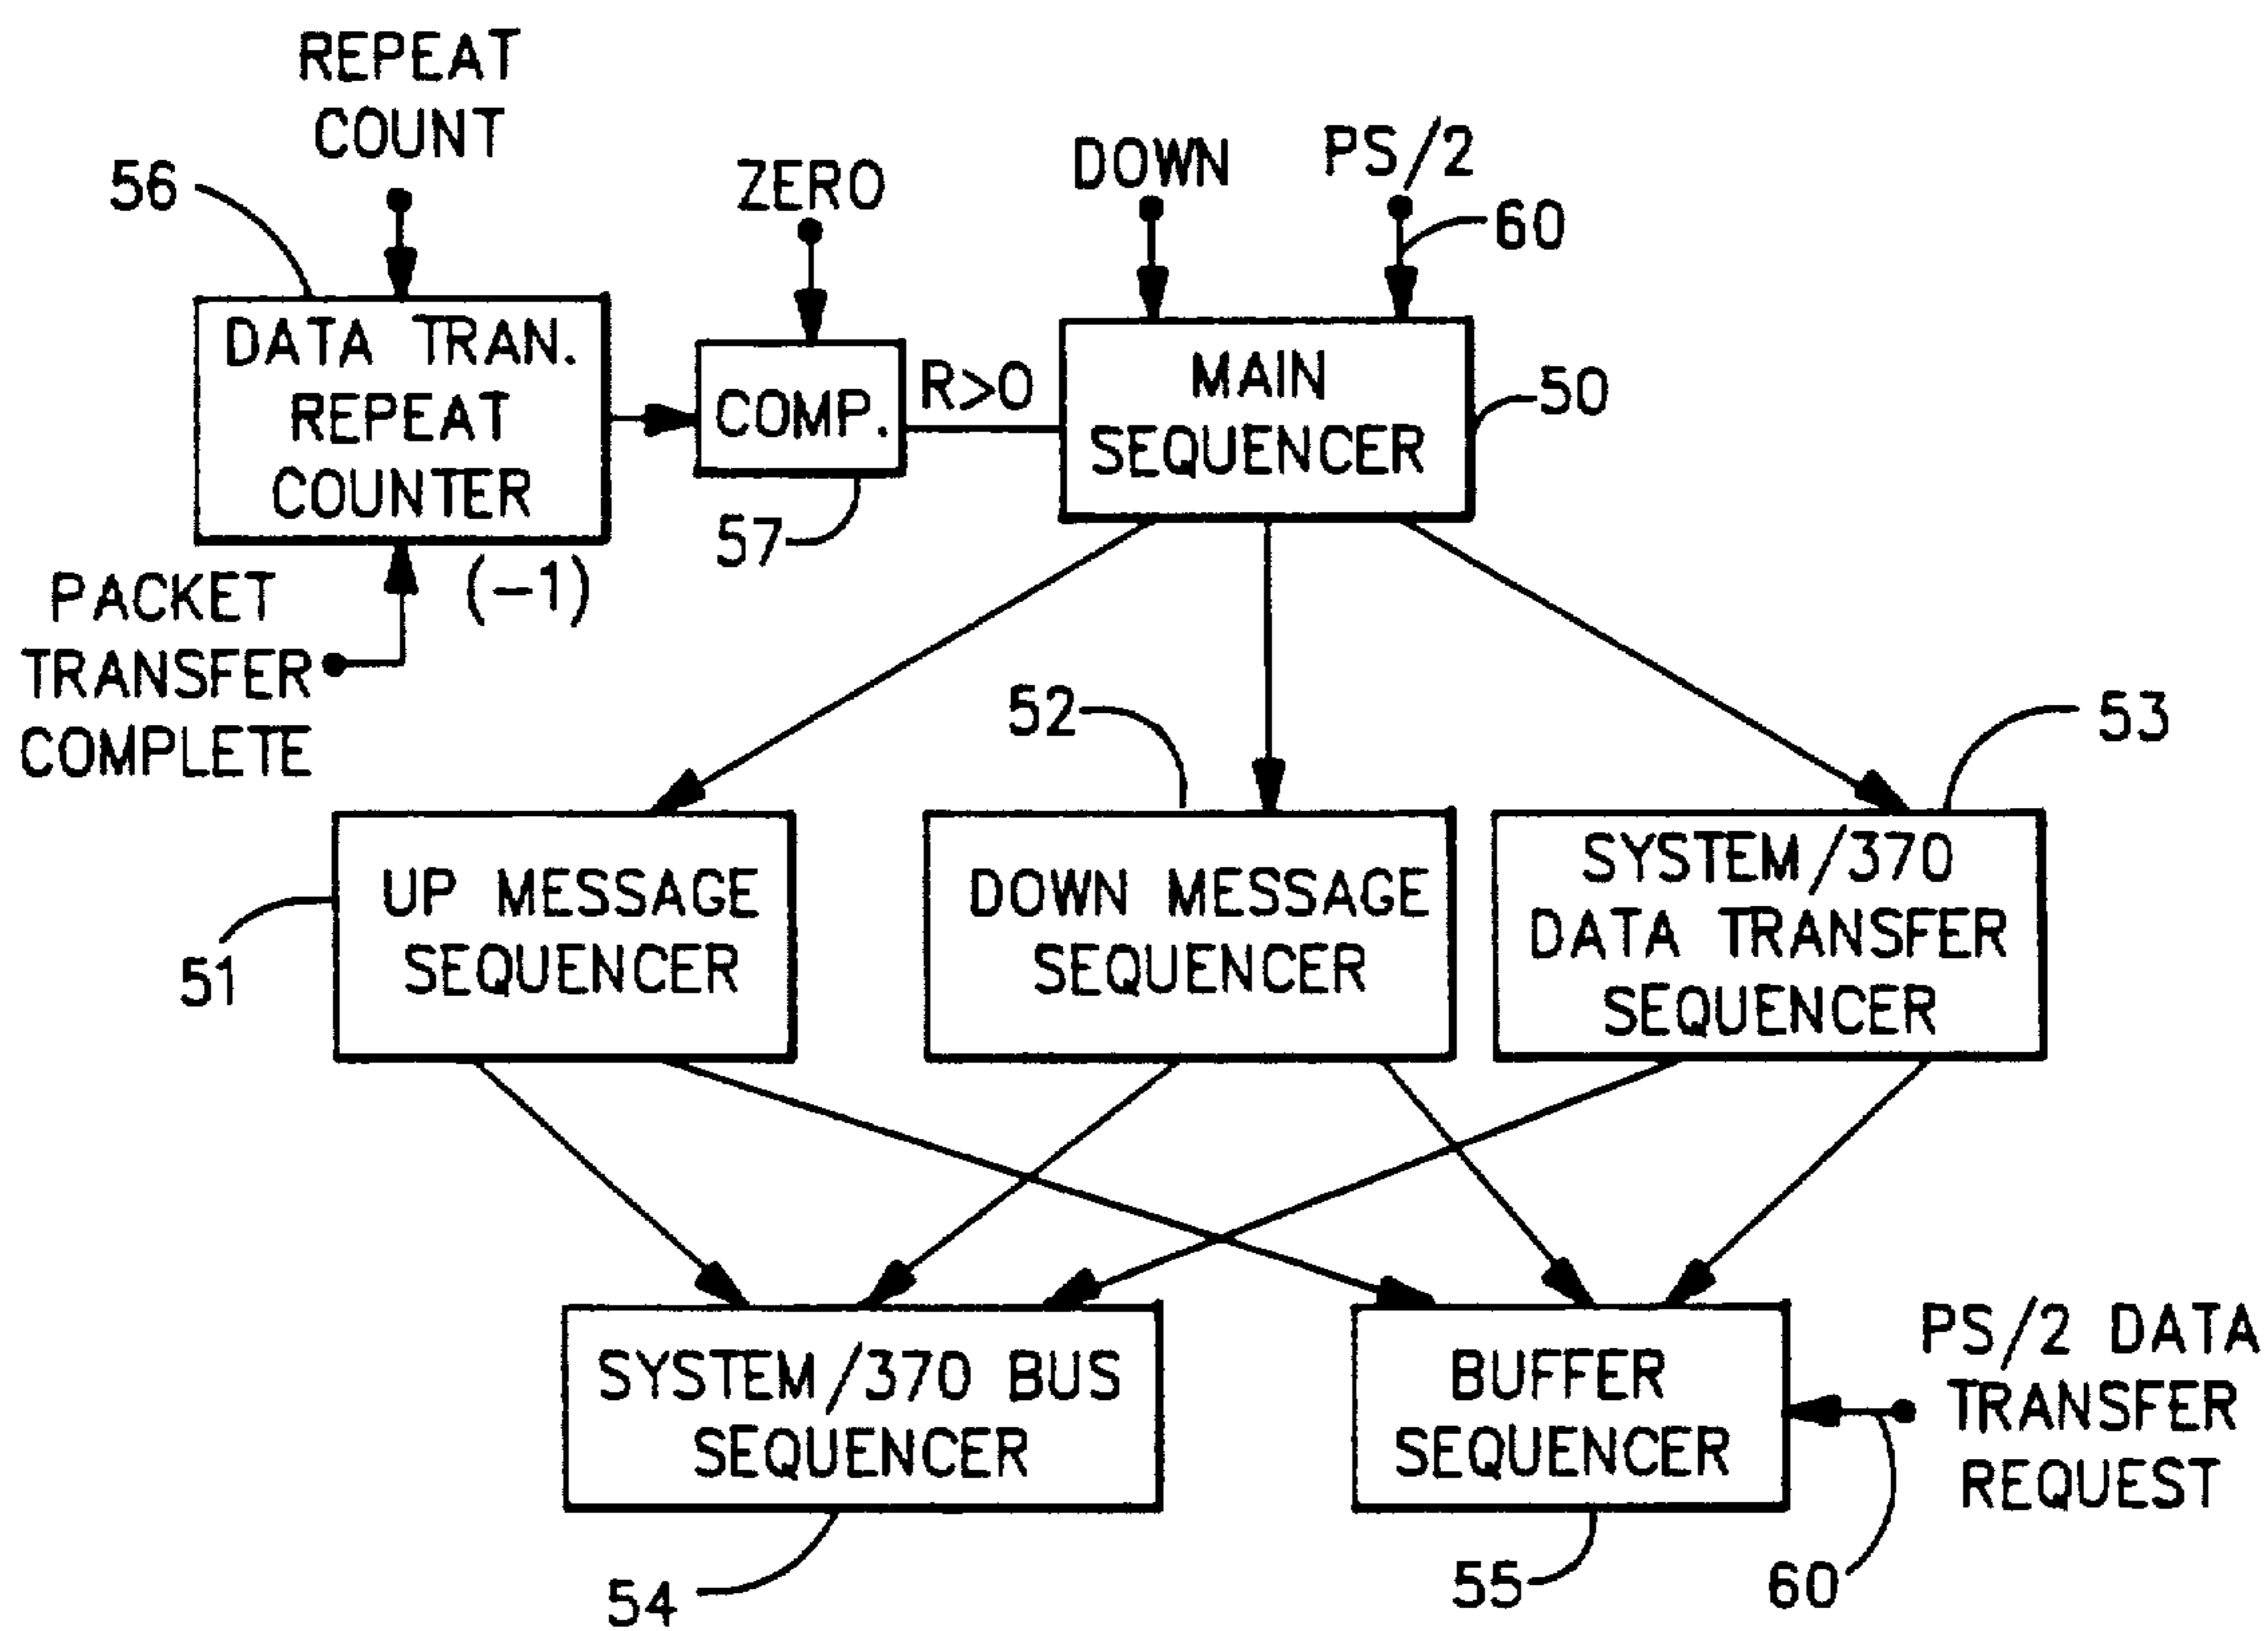 REPEAT
COUNT
56
ZERO
DOWN
PS/2
60
DATA TRAN.
REPEAT
COUNTER
COMP.
R>0
MAIN
SEQUENCER
50
57
(-1)
PACKET
TRANSFER
COMPLETE
52
53
UP MESSAGE
SEQUENCER
51
DOWN MESSAGE
SEQUENCER
SYSTEM/370
DATA TRANSFER
SEQUENCER
SYSTEM/370 BUS
SEQUENCER
54
BUFFER
SEQUENCER
55
PS/2 DATA
TRANSFER
REQUEST
60